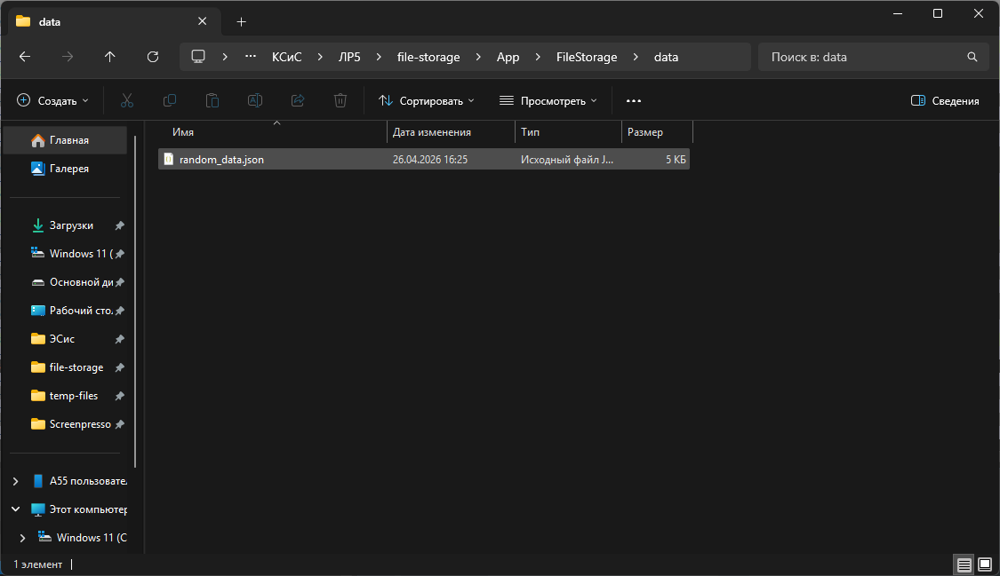 data
КСиС
ЛР5
file-storage
App
FileStorage
data
Поиск в: data
Создать
Сортировать
Просмотреть
Сведения
Главная
Галерея
Загрузки
Windows 11 (
Основной ди
Рабочий сто.
ЭСис
file-storage
temp-files
Screenpresso
A55 пользовател
Этот компьютер
Windows 11 (C
Имя
Дата изменения
Тип
Размер
random_data.json
26.04.2026 16:25
Исходный файл J...
5 КБ
1 элемент